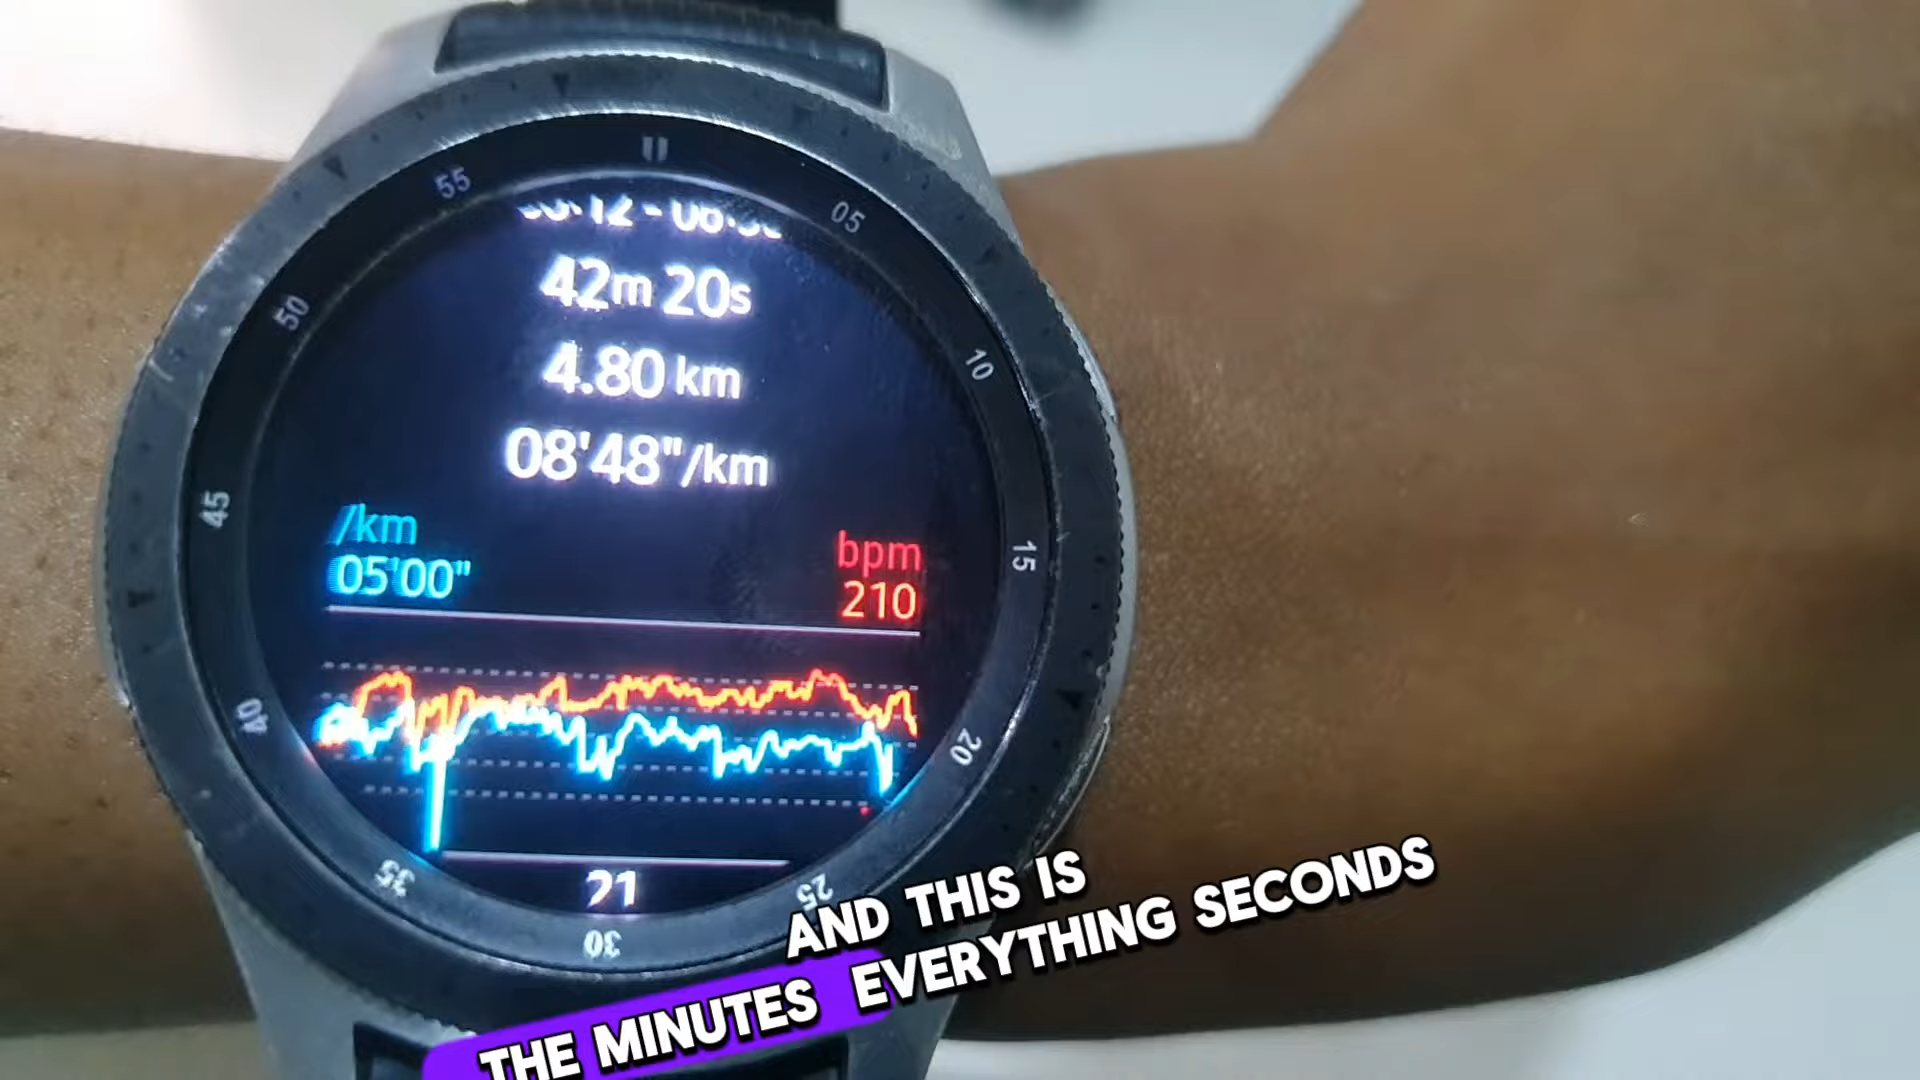 55
05
50
42m 20s
10
4.80 km
08'48"/km
45
/km
bpm
15
05'00"
210
40
20
35
21
25
30
AND THIS IS
THE MINUTES EVERYTHING SECONDS